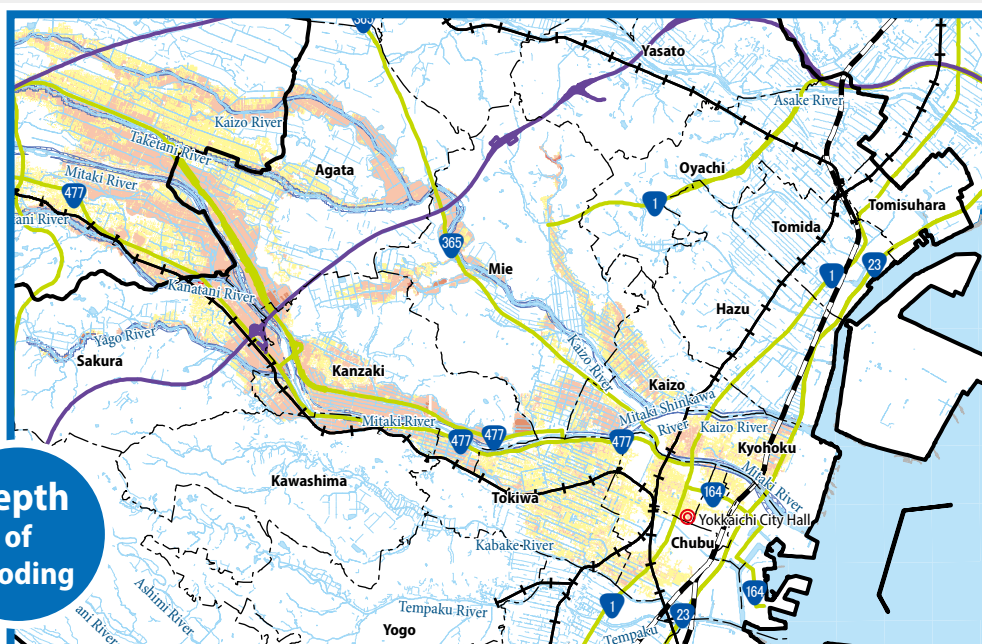 365
Yasato
Asake River
Kaizo River
Taketani River
Agata
Oyachi
Mitaki River
477
1
Tomisuhara
ani River
Tomida
365
23
Mie
1
Kanatani River
Hazu
Yago River
Sakura
Kanzaki
Kaizo River
Kaizo
Mitaki Shinkawa
River
Mitaki River
Kaizo River
477
477
477
Kyohoku
Mitaki River
Kawashima
Tokiwa
164
Yokkaichi City Hall
epth
of
oding
Kabake River
Chubu
Ashimi River
ani River
Tempaku River
1
164
23
Yogo
Tempaku